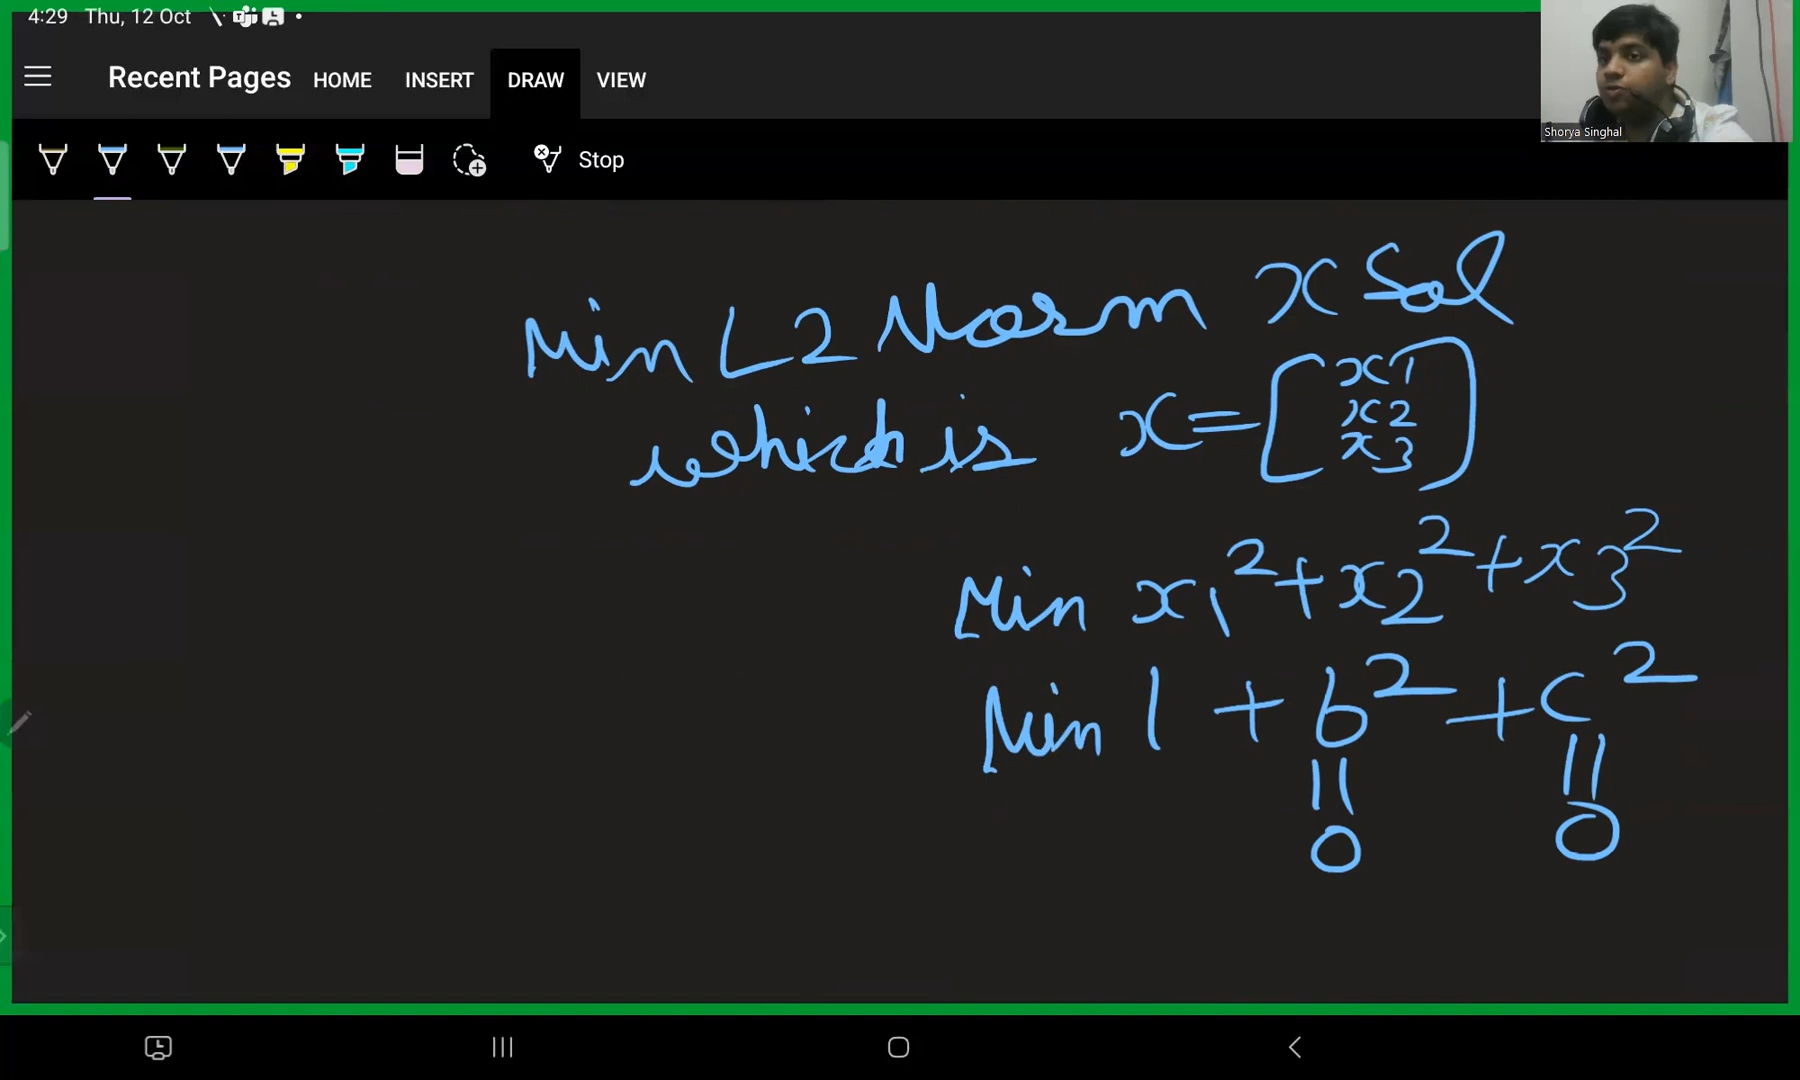 4:29 Thu, 12 Oct
Recent Pages HOME INSERT DRAW VIEW
Shorya Singhal
Stop
Min L2 Norm x Sol
which is x = [x1
x2
x3]
Min x1² + x2² + x3²
Min 1 + b² + c²
|| ||
0 0